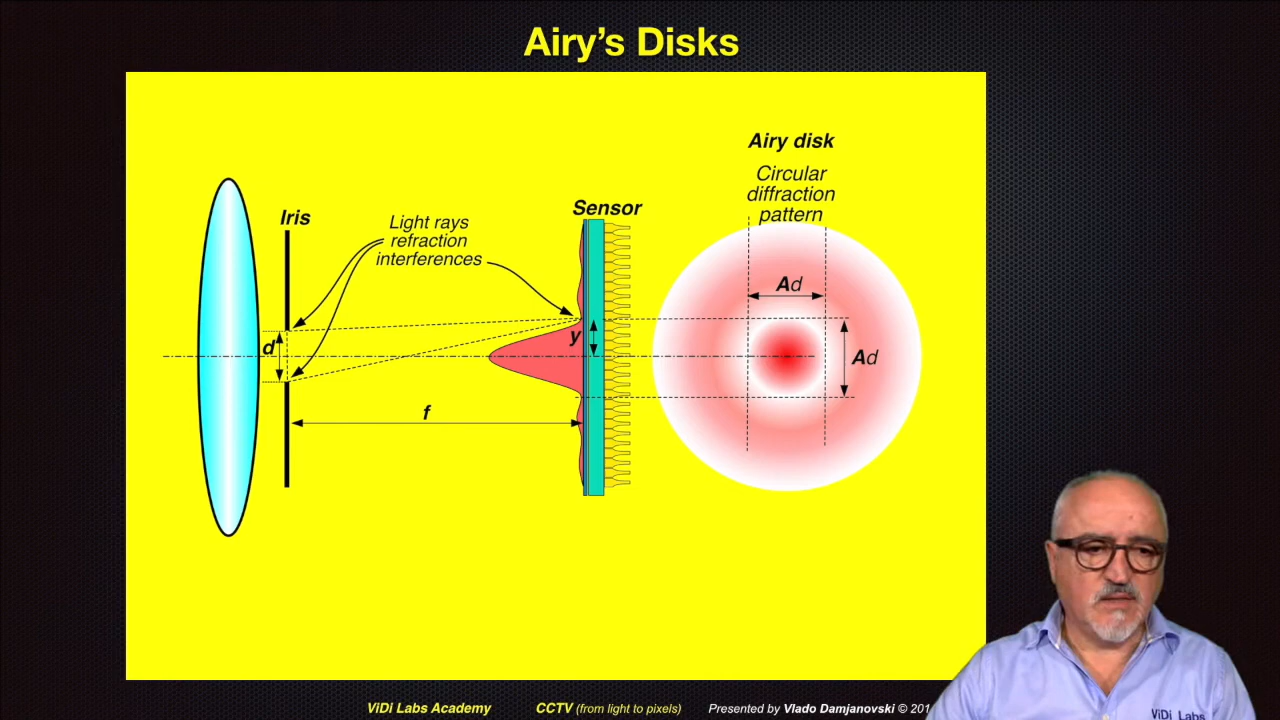 Airy’s Disks
Airy disk
Circular
diffraction
pattern
Iris
Light rays
refraction
interferences
Sensor
Ad
d
y
Ad
f
ViDi Labs Academy
CCTV (from light to pixels)
Presented by Vlado Damjanovski © 201
ViDi Labs